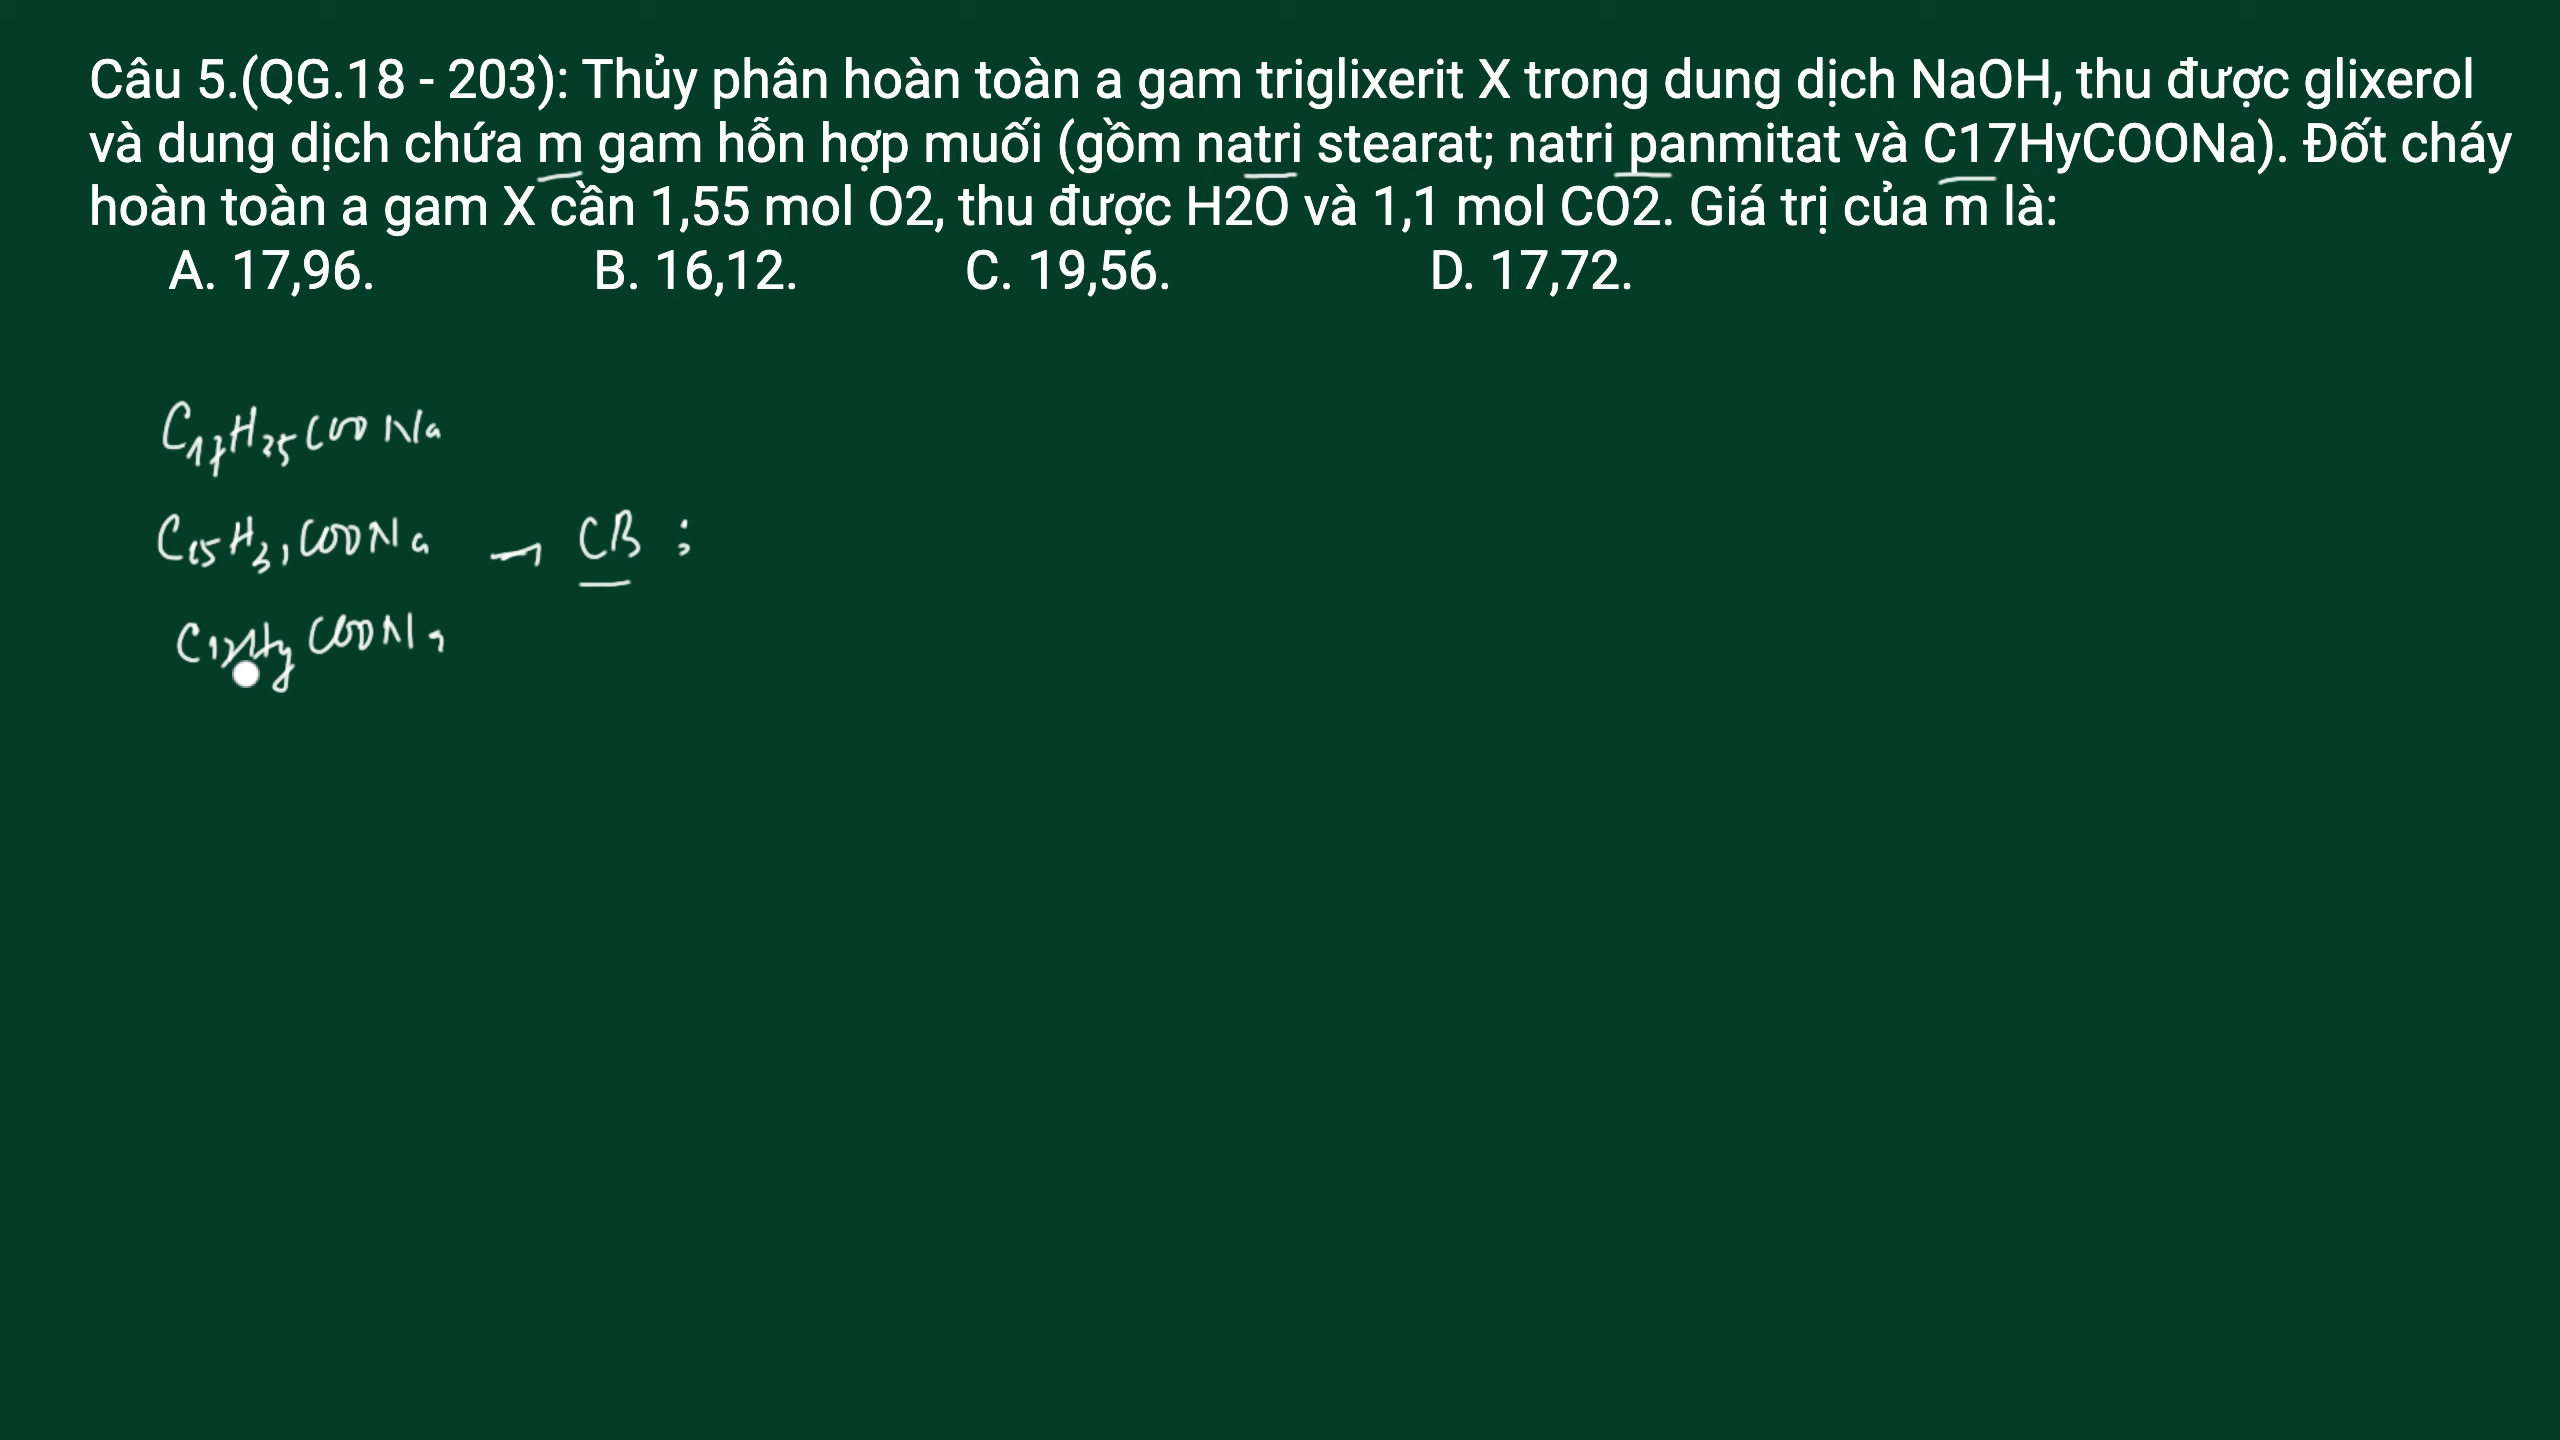 Câu 5.(QG.18 - 203): Thủy phân hoàn toàn a gam triglixerit X trong dung dịch NaOH, thu được glixerol
và dung dịch chứa m gam hỗn hợp muối (gồm natri stearat; natri panmitat và C17HyCOONa). Đốt cháy
hoàn toàn a gam X cần 1,55 mol O2, thu được H2O và 1,1 mol CO2. Giá trị của m là:
A. 17,96. B. 16,12. C. 19,56. D. 17,72.
C17H35COONa
C15H31COONa → CB :
C17HyCOONa